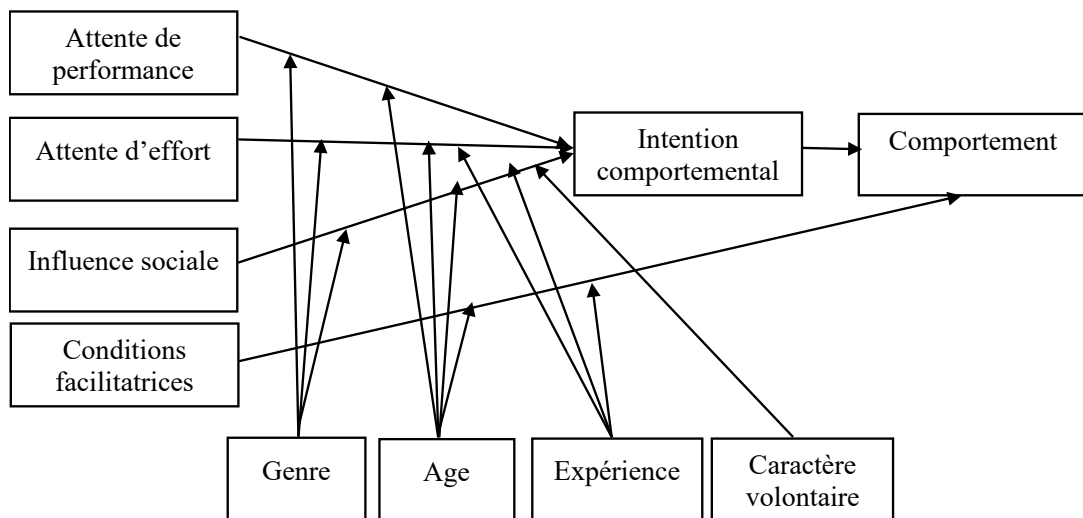 Attente de
performance
Attente d’effort
Influence sociale
Conditions
facilitatrices
Intention
comportemental
Comportement
Genre
Age
Expérience
Caractère
volontaire